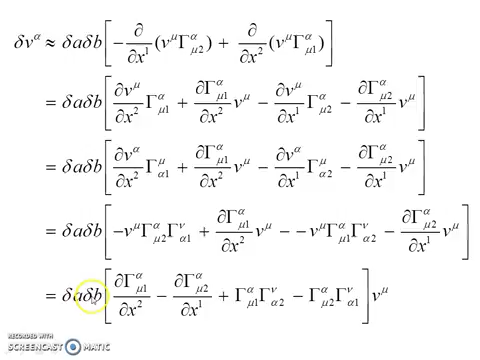 δv^α ≈ δaδb[ −∂/∂x^1 (v^μ Γ^α_{μ2}) + ∂/∂x^2 (v^μ Γ^α_{μ1}) ]
= δaδb[ ∂v^μ/∂x^2 Γ^α_{μ1} + ∂Γ^α_{μ1}/∂x^2 v^μ − ∂v^μ/∂x^1 Γ^α_{μ2} − ∂Γ^α_{μ2}/∂x^1 v^μ ]
= δaδb[ ∂v^α/∂x^2 Γ^μ_{α1} + ∂Γ^α_{μ1}/∂x^2 v^μ − ∂v^α/∂x^1 Γ^μ_{α2} − ∂Γ^α_{μ2}/∂x^1 v^μ ]
= δaδb[ −v^μ Γ^α_{μ2} Γ^ν_{α1} + ∂Γ^α_{μ1}/∂x^2 v^μ − −v^μ Γ^α_{μ1} Γ^ν_{α2} − ∂Γ^α_{μ2}/∂x^1 v^μ ]
= δaδb[ ∂Γ^α_{μ1}/∂x^2 − ∂Γ^α_{μ2}/∂x^1 + Γ^α_{μ1} Γ^ν_{α2} − Γ^α_{μ2} Γ^ν_{α1} ] v^μ
RECORDED WITH
SCREENCAST MATIC